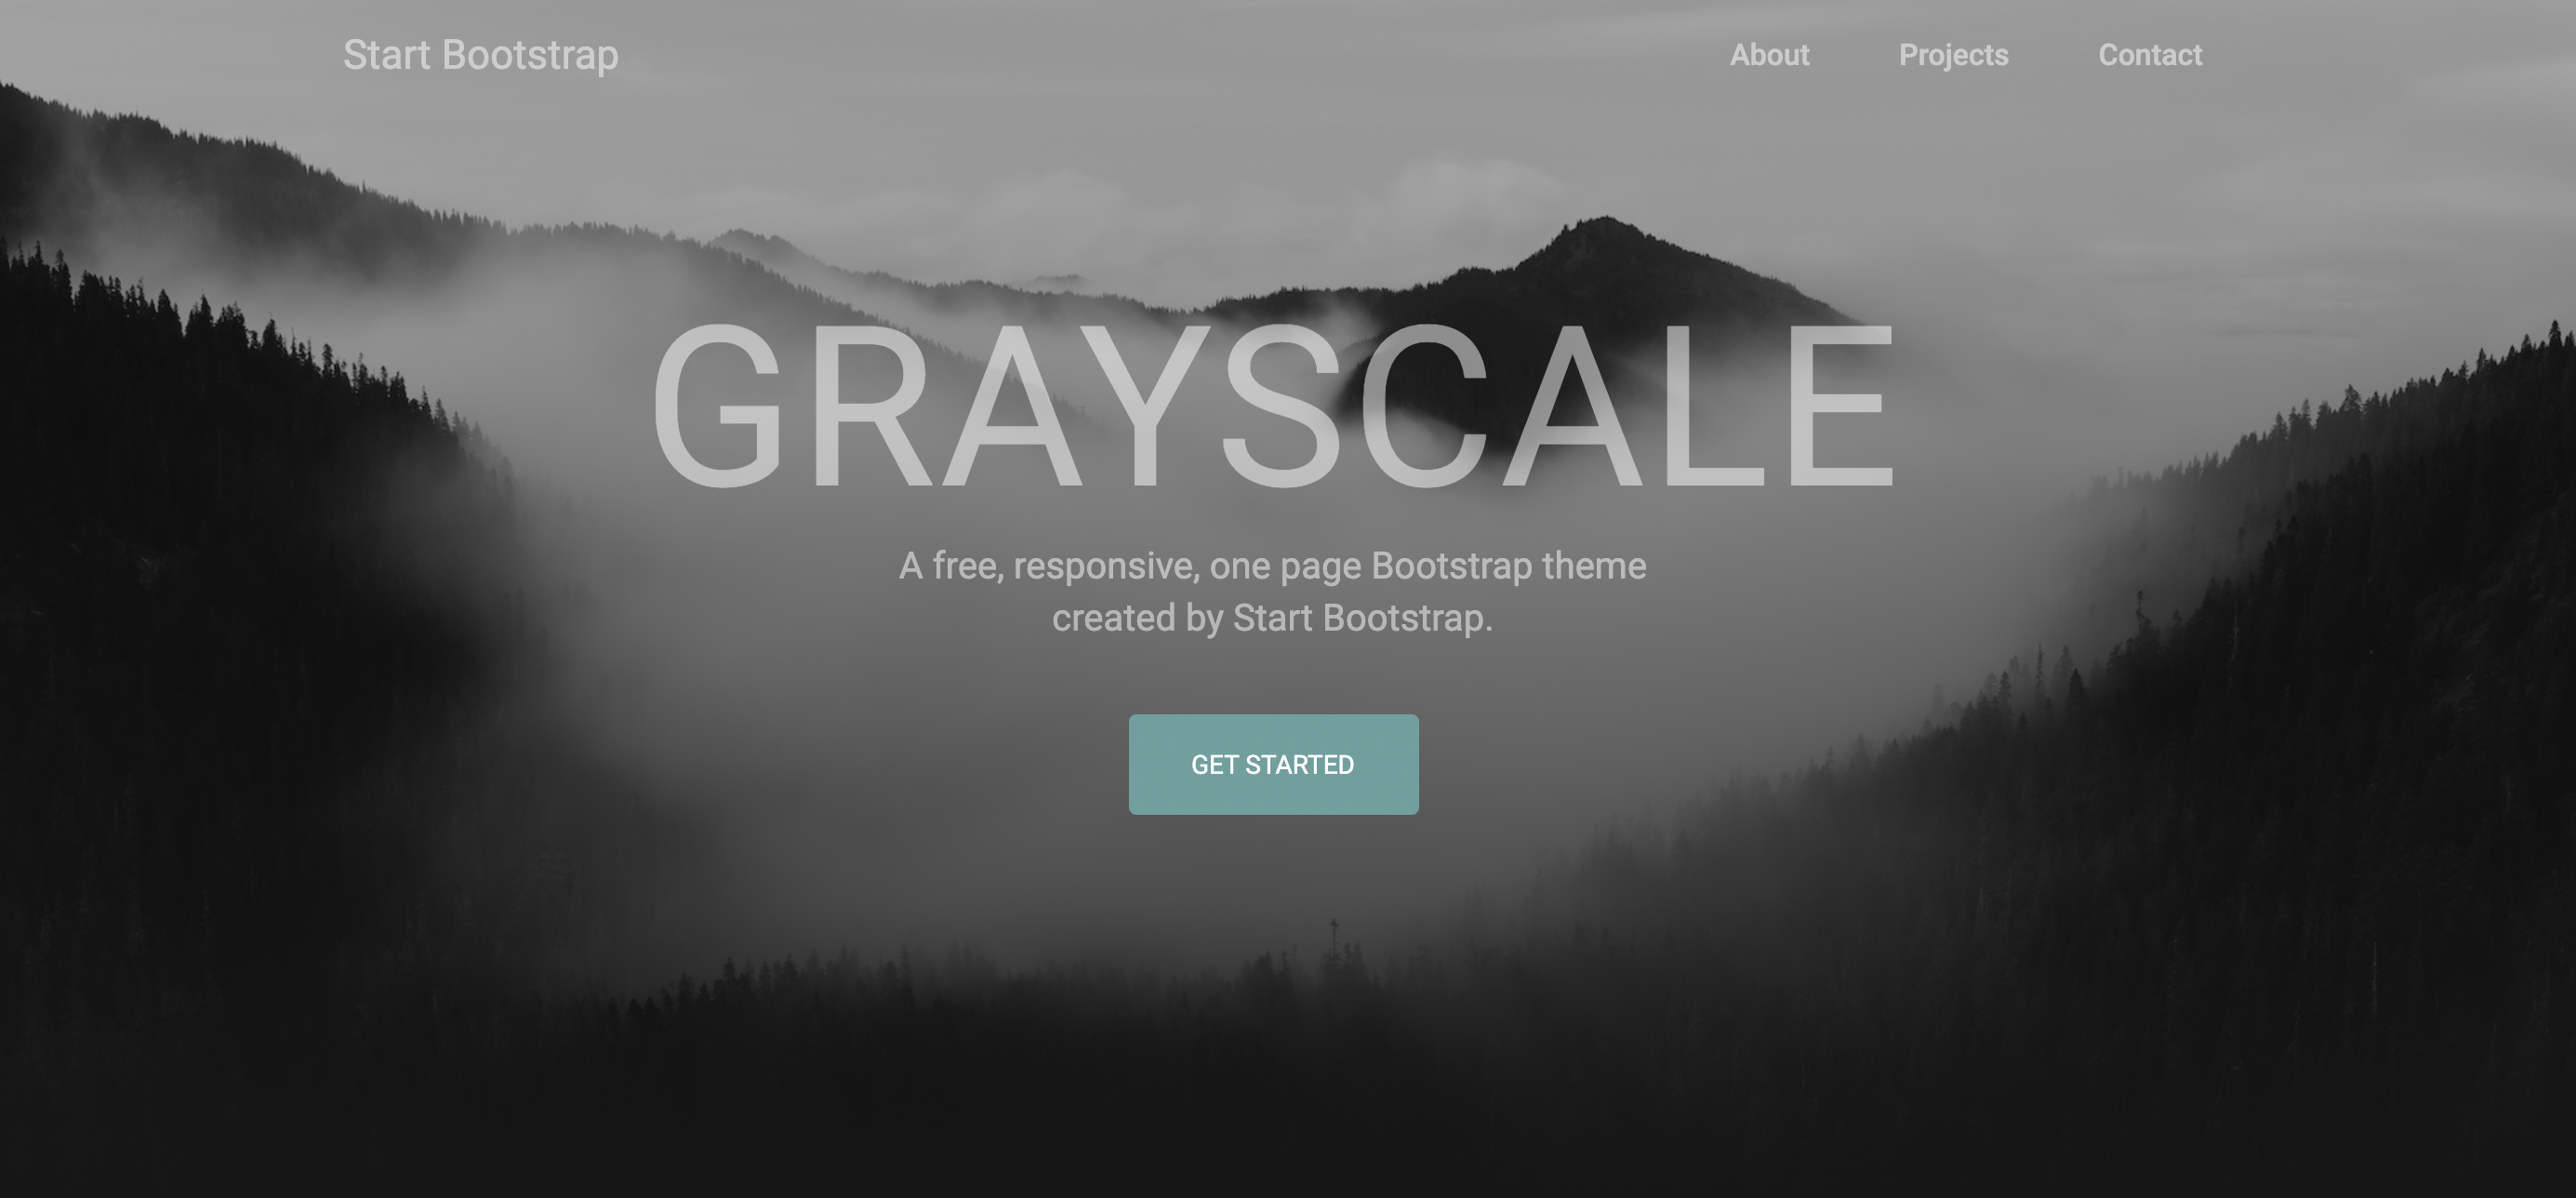 Start Bootstrap
About
Projects
Contact
GRAYSCALE
A free, responsive, one page Bootstrap theme
created by Start Bootstrap.
GET STARTED